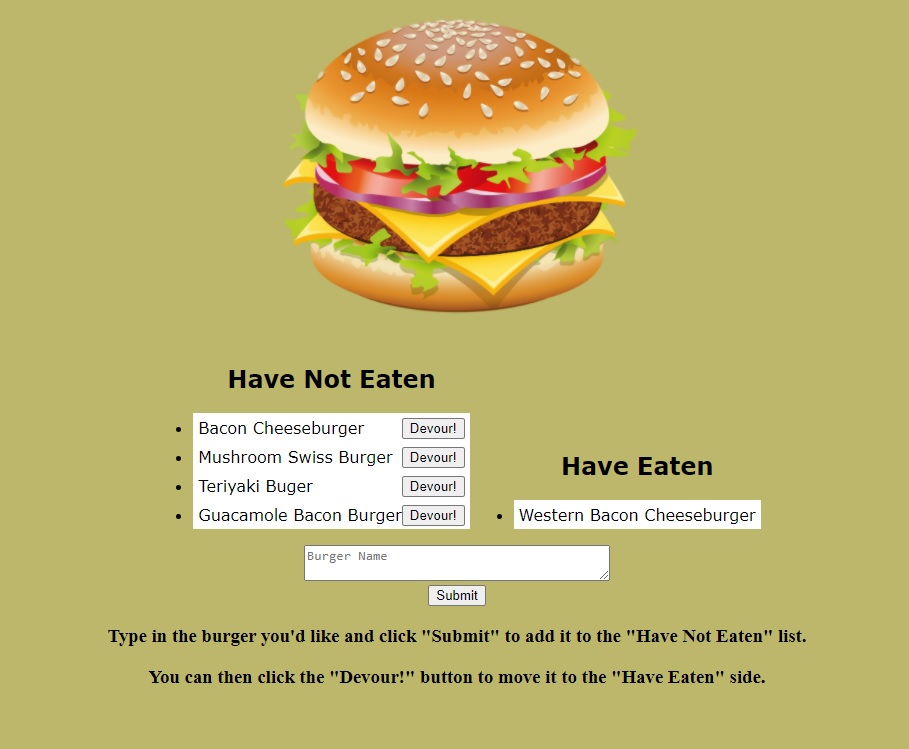 Have Not Eaten
Bacon Cheeseburger Devour!
Mushroom Swiss Burger Devour!
Teriyaki Buger Devour!
Guacamole Bacon Burger Devour!
Have Eaten
Western Bacon Cheeseburger
Burger Name
Submit
Type in the burger you'd like and click "Submit" to add it to the "Have Not Eaten" list.
You can then click the "Devour!" button to move it to the "Have Eaten" side.